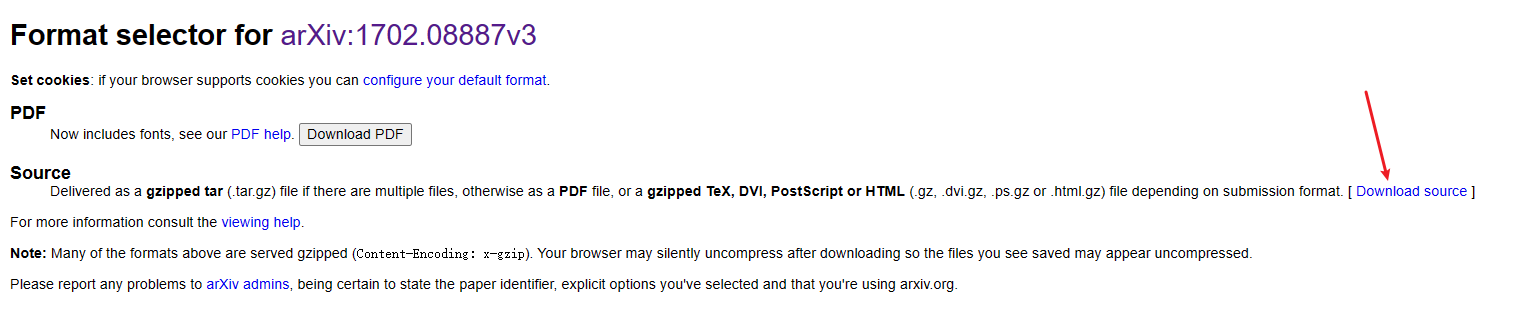 Format selector for arXiv:1702.08887v3
Set cookies: if your browser supports cookies you can configure your default format.
PDF
Now includes fonts, see our PDF help. Download PDF
Source
Delivered as a gzipped tar (.tar.gz) file if there are multiple files, otherwise as a PDF file, or a gzipped TeX, DVI, PostScript or HTML (.gz, .dvi.gz, .ps.gz or .html.gz) file depending on submission format. [ Download source ]
For more information consult the viewing help.
Note: Many of the formats above are served gzipped (Content-Encoding: x-gzip). Your browser may silently uncompress after downloading so the files you see saved may appear uncompressed.
Please report any problems to arXiv admins, being certain to state the paper identifier, explicit options you've selected and that you're using arxiv.org.